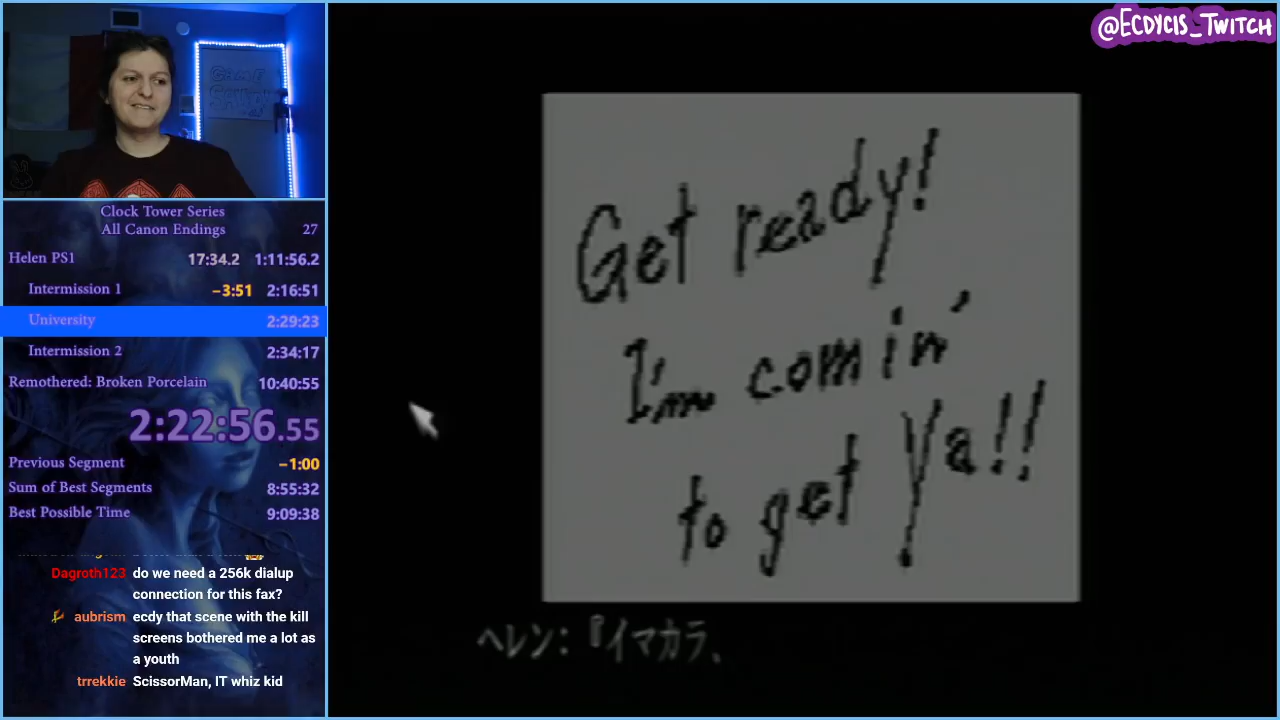 @ECDYCIS_TWITCH
GAME
Clock Tower Series
All Canon Endings 27
Helen PS1 17:34.2 1:11:56.2
Intermission 1 −3:51 2:16:51
University 2:29:23
Intermission 2 2:34:17
Remothered: Broken Porcelain 10:40:55
2:22:56.55
Previous Segment −1:00
Sum of Best Segments 8:55:32
Best Possible Time 9:09:38
Dagroth123 do we need a 256k dialup
connection for this fax?
aubrism ecdy that scene with the kill
screens bothered me a lot as
a youth
trrekkie ScissorMan, IT whiz kid
Get ready!
I'm comin'
to get Ya!!
ヘレン:『イマカラ、